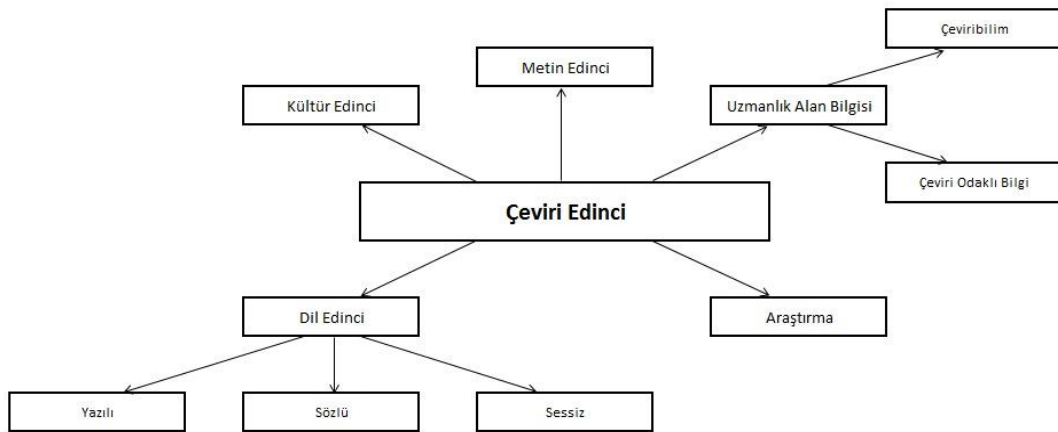 Çeviribilim
Metin Edinci
Kültür Edinci
Uzmanlık Alan Bilgisi
Çeviri Odaklı Bilgi
Çeviri Edinci
Dil Edinci
Araştırma
Yazılı
Sözlü
Sessiz